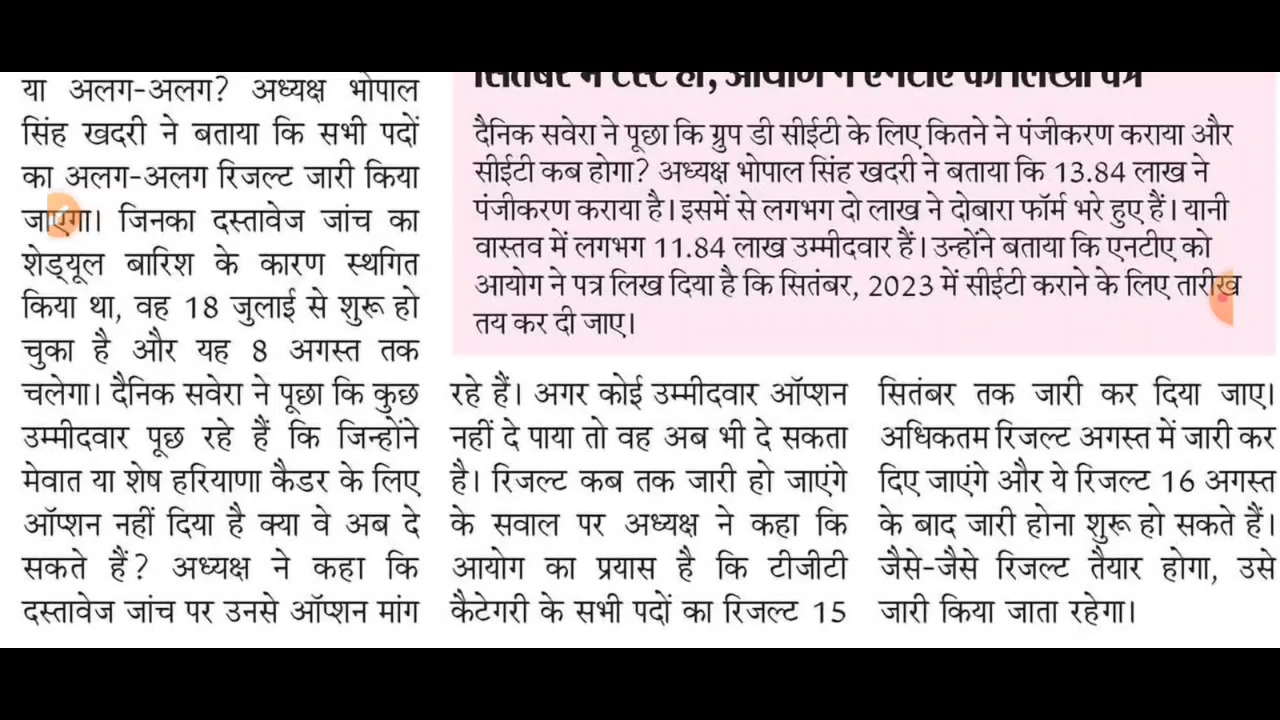 या अलग-अलग? अध्यक्ष भोपाल
सिंह खदरी ने बताया कि सभी पदों
का अलग-अलग रिजल्ट जारी किया
जाएगा। जिनका दस्तावेज जांच का
शेड्यूल बारिश के कारण स्थगित
किया था, वह 18 जुलाई से शुरू हो
चुका है और यह 8 अगस्त तक
चलेगा। दैनिक सवेरा ने पूछा कि कुछ
उम्मीदवार पूछ रहे हैं कि जिन्होंने
मेवात या शेष हरियाणा कैडर के लिए
ऑप्शन नहीं दिया है क्या वे अब दे
सकते हैं? अध्यक्ष ने कहा कि
दस्तावेज जांच पर उनसे ऑप्शन मांग
सितंबर में टेस्ट हो, आयोग ने एनटीए को लिखा पत्र
दैनिक सवेरा ने पूछा कि ग्रुप डी सीईटी के लिए कितने ने पंजीकरण कराया और
सीईटी कब होगा? अध्यक्ष भोपाल सिंह खदरी ने बताया कि 13.84 लाख ने
पंजीकरण कराया है। इसमें से लगभग दो लाख ने दोबारा फॉर्म भरे हुए हैं। यानी
वास्तव में लगभग 11.84 लाख उम्मीदवार हैं। उन्होंने बताया कि एनटीए को
आयोग ने पत्र लिख दिया है कि सितंबर, 2023 में सीईटी कराने के लिए तारीख
तय कर दी जाए।
रहे हैं। अगर कोई उम्मीदवार ऑप्शन
नहीं दे पाया तो वह अब भी दे सकता
है। रिजल्ट कब तक जारी हो जाएंगे
के सवाल पर अध्यक्ष ने कहा कि
आयोग का प्रयास है कि टीजीटी
कैटेगरी के सभी पदों का रिजल्ट 15
सितंबर तक जारी कर दिया जाए।
अधिकतम रिजल्ट अगस्त में जारी कर
दिए जाएंगे और ये रिजल्ट 16 अगस्त
के बाद जारी होना शुरू हो सकते हैं।
जैसे-जैसे रिजल्ट तैयार होगा, उसे
जारी किया जाता रहेगा।